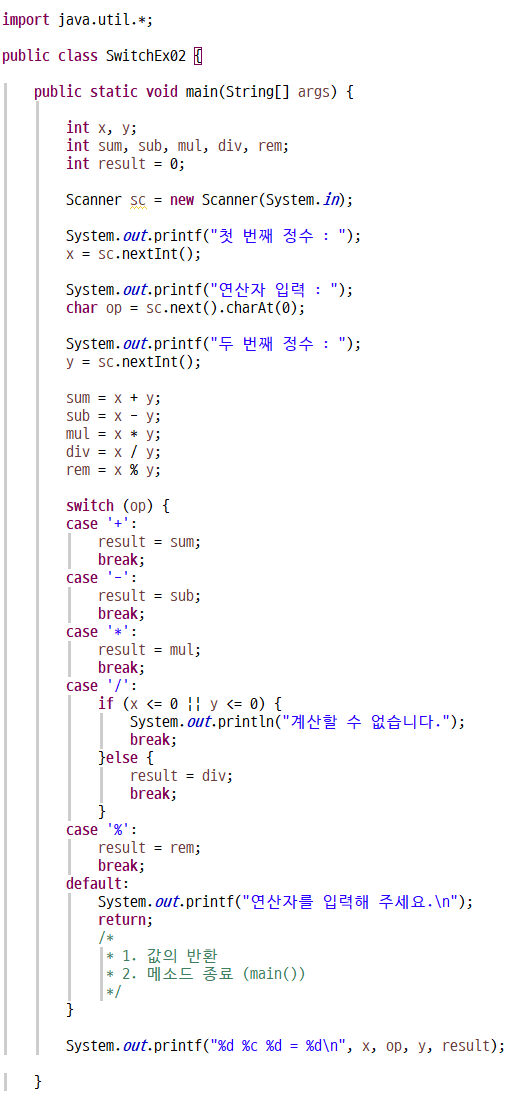 import java.util.*;
public class SwitchEx02 {
public static void main(String[] args) {
int x, y;
int sum, sub, mul, div, rem;
int result = 0;
Scanner sc = new Scanner(System.in);
System.out.printf("첫 번째 정수 : ");
x = sc.nextInt();
System.out.printf("연산자 입력 : ");
char op = sc.next().charAt(0);
System.out.printf("두 번째 정수 : ");
y = sc.nextInt();
sum = x + y;
sub = x - y;
mul = x * y;
div = x / y;
rem = x % y;
switch (op) {
case '+':
result = sum;
break;
case '-':
result = sub;
break;
case '*':
result = mul;
break;
case '/':
if (x <= 0 || y <= 0) {
System.out.println("계산할 수 없습니다.");
break;
}else {
result = div;
break;
}
case '%':
result = rem;
break;
default:
System.out.printf("연산자를 입력해 주세요.\n");
return;
/*
* 1. 값의 반환
* 2. 메소드 종료 (main())
*/
}
System.out.printf("%d %c %d = %d\n", x, op, y, result);
}